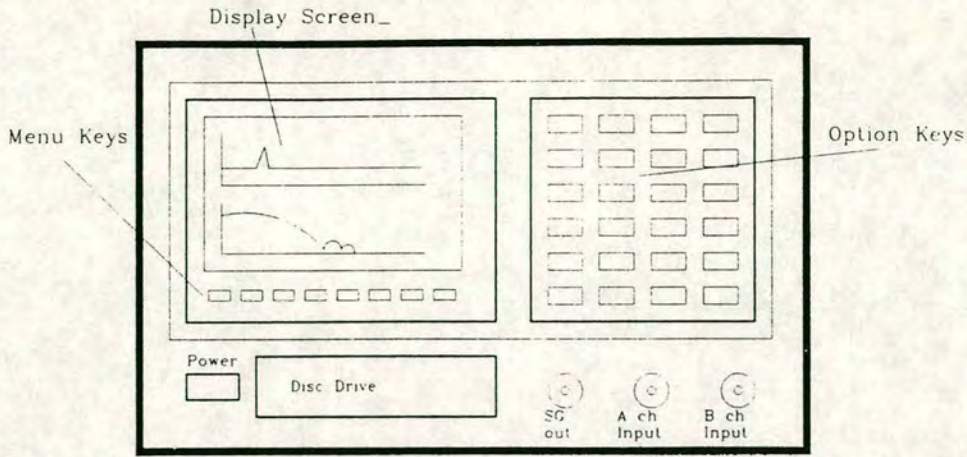 Display Screen_
Menu Keys
Option Keys
Power
Disc Drive
SG
out
A ch
Input
B ch
Input